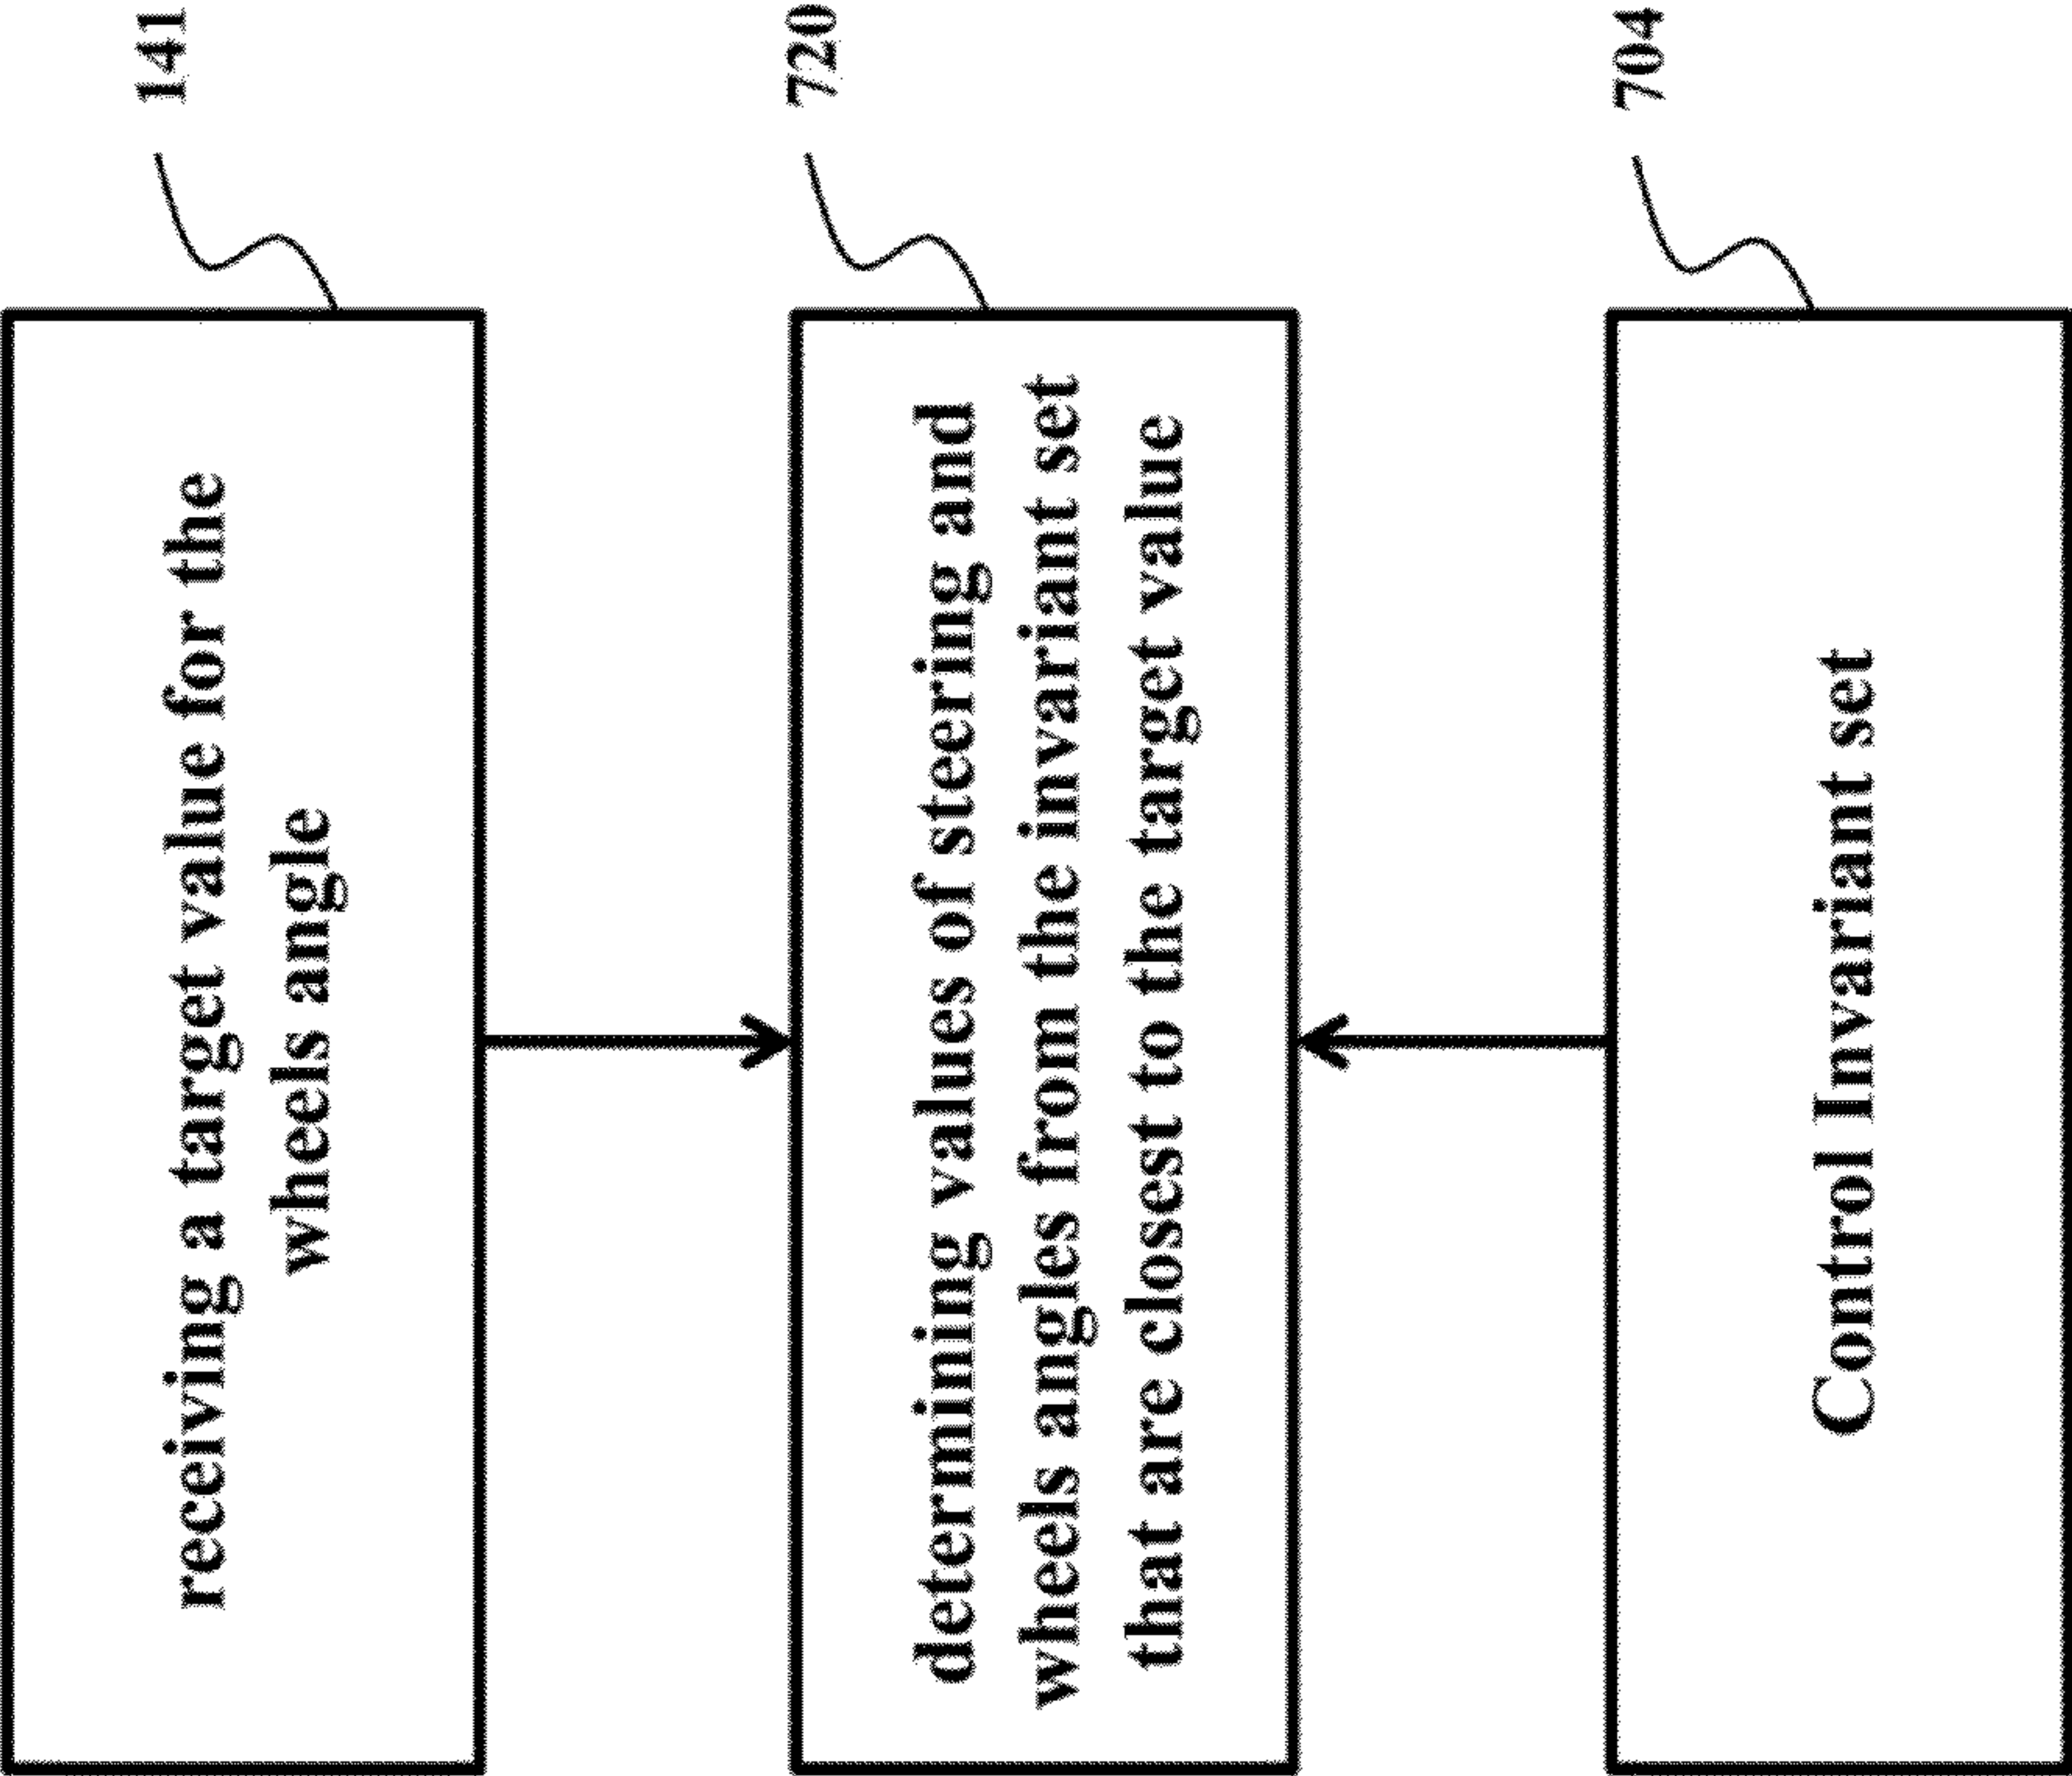 receiving a target value for the
wheels angle
141
determining values of steering and
wheels angles from the invariant set
that are closest to the target value
720
Control Invariant set
704